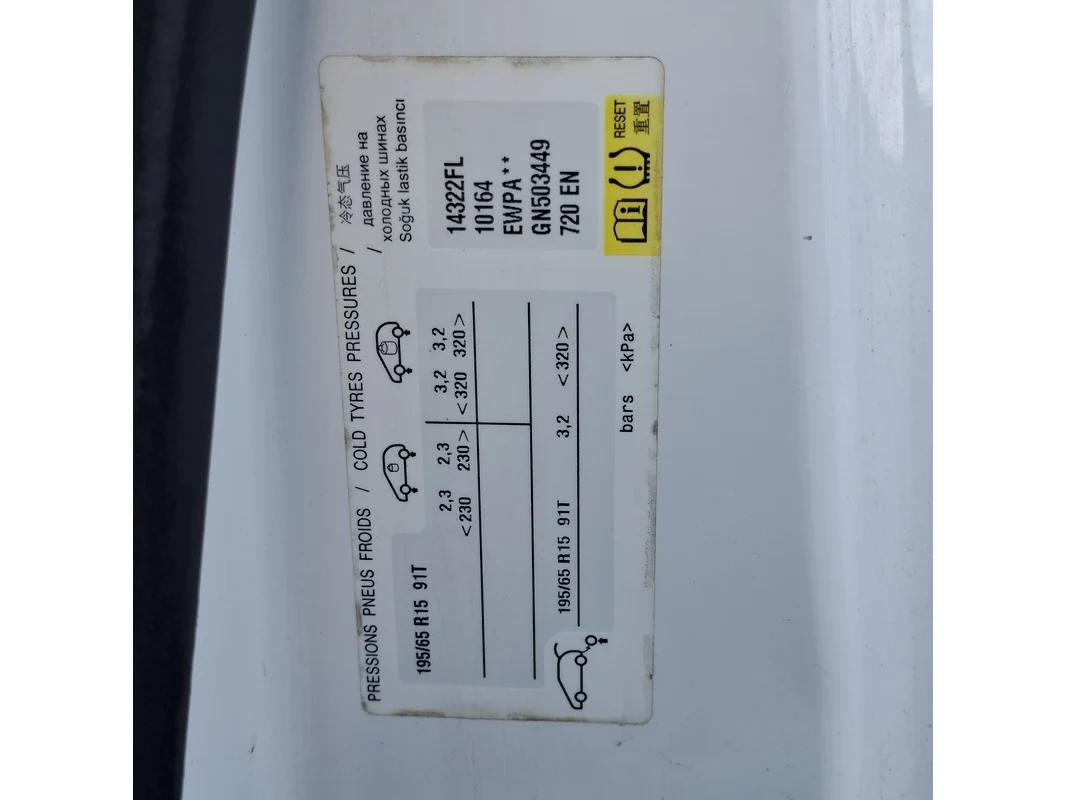 PRESSIONS PNEUS FROIDS / COLD TYRES PRESSURES / 冷态气压
/ давление на
холодных шинах
Soğuk lastik basıncı
195/65 R15 91T
2,3 2,3 3,2 3,2
<230 230> <320 320>
195/65 R15 91T 3,2 <320>
bars <kPa>
14322FL
10164
EWPA**
GN503449
720 EN
RESET
重置